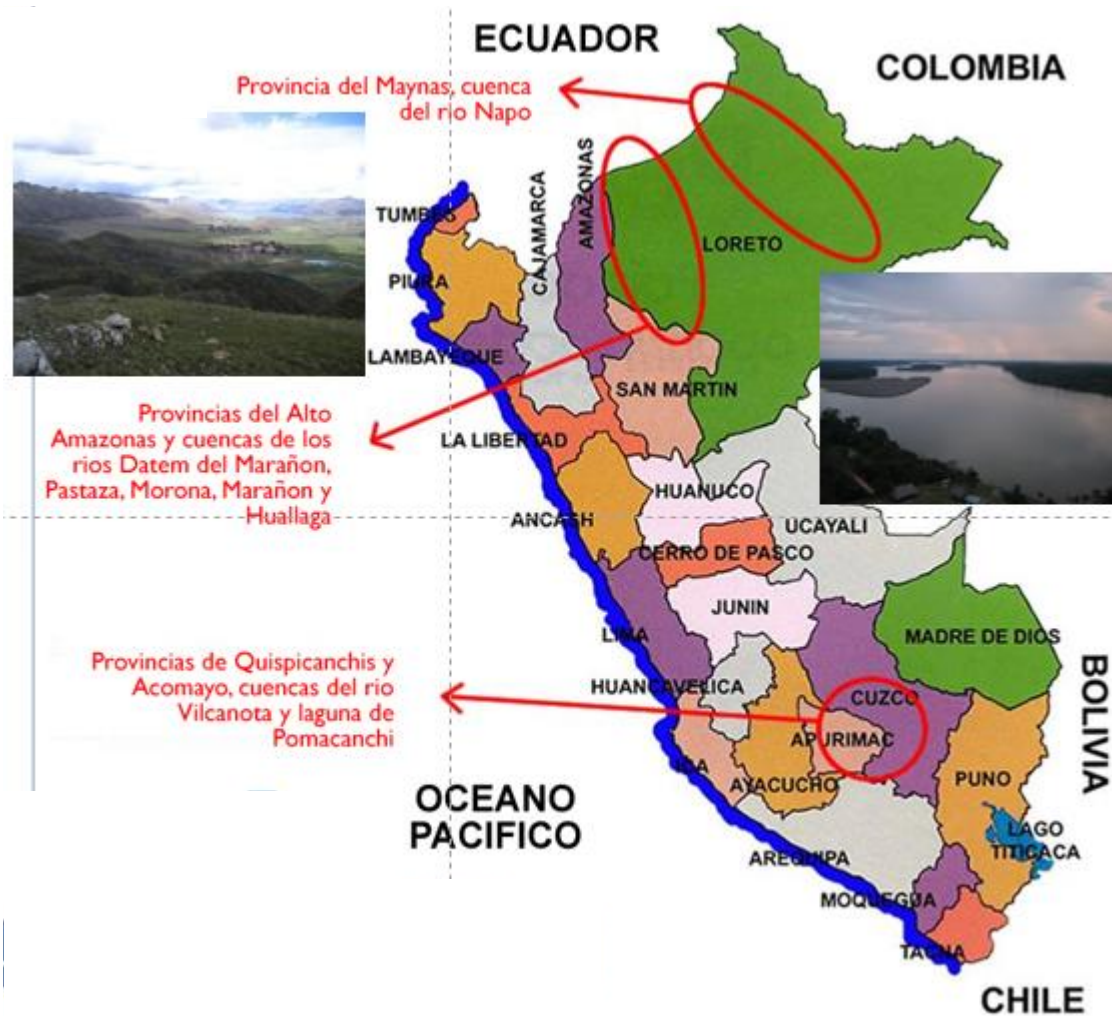 ECUADOR
COLOMBIA
Provincia del Maynas, cuenca
del rio Napo
TUMBES
CAJAMARCA
AMAZONAS
LORETO
PIURA
LAMBAYEQUE
SAN MARTIN
Provincias del Alto
Amazonas y cuencas de los
rios Datem del Marañon,
Pastaza, Morona, Marañon y
Huallaga
LA LIBERTAD
HUANUCO
ANCASH
UCAYALI
CERRO DE PASCO
JUNIN
LIMA
MADRE DE DIOS
Provincias de Quispicanchis y
Acomayo, cuencas del rio
Vilcanota y laguna de
Pomacanchi
HUANCAVELICA
CUZCO
APURIMAC
BOLIVIA
ICA
AYACUCHO
PUNO
OCEANO
PACIFICO
LAGO
TITICACA
AREQUIPA
MOQUEGUA
TACNA
CHILE